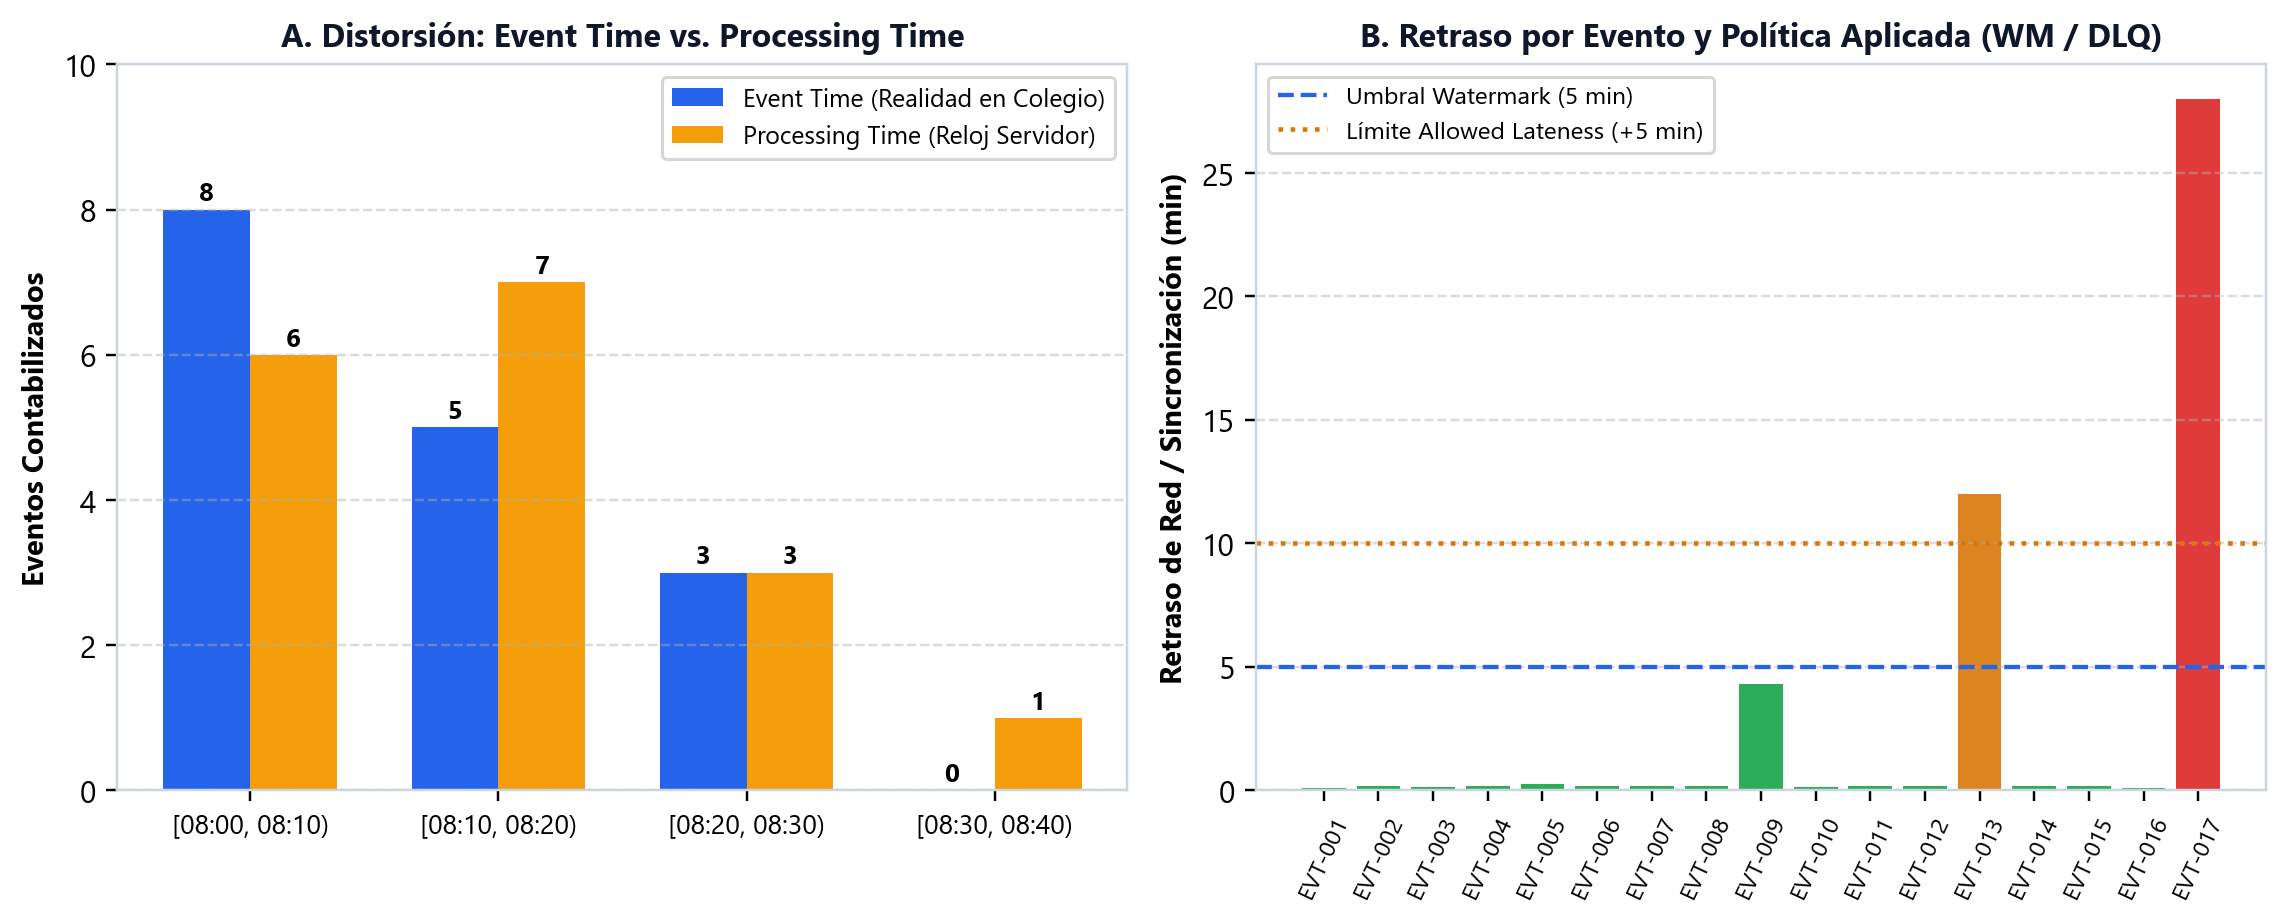 A. Distorsión: Event Time vs. Processing Time
Eventos Contabilizados
10
8
6
4
2
0
Event Time (Realidad en Colegio)
Processing Time (Reloj Servidor)
8
6
5
7
3
3
0
1
[08:00, 08:10)
[08:10, 08:20)
[08:20, 08:30)
[08:30, 08:40)
B. Retraso por Evento y Política Aplicada (WM / DLQ)
Retraso de Red / Sincronización (min)
25
20
15
10
5
0
Umbral Watermark (5 min)
Límite Allowed Lateness (+5 min)
EVT-001
EVT-002
EVT-003
EVT-004
EVT-005
EVT-006
EVT-007
EVT-008
EVT-009
EVT-010
EVT-011
EVT-012
EVT-013
EVT-014
EVT-015
EVT-016
EVT-017